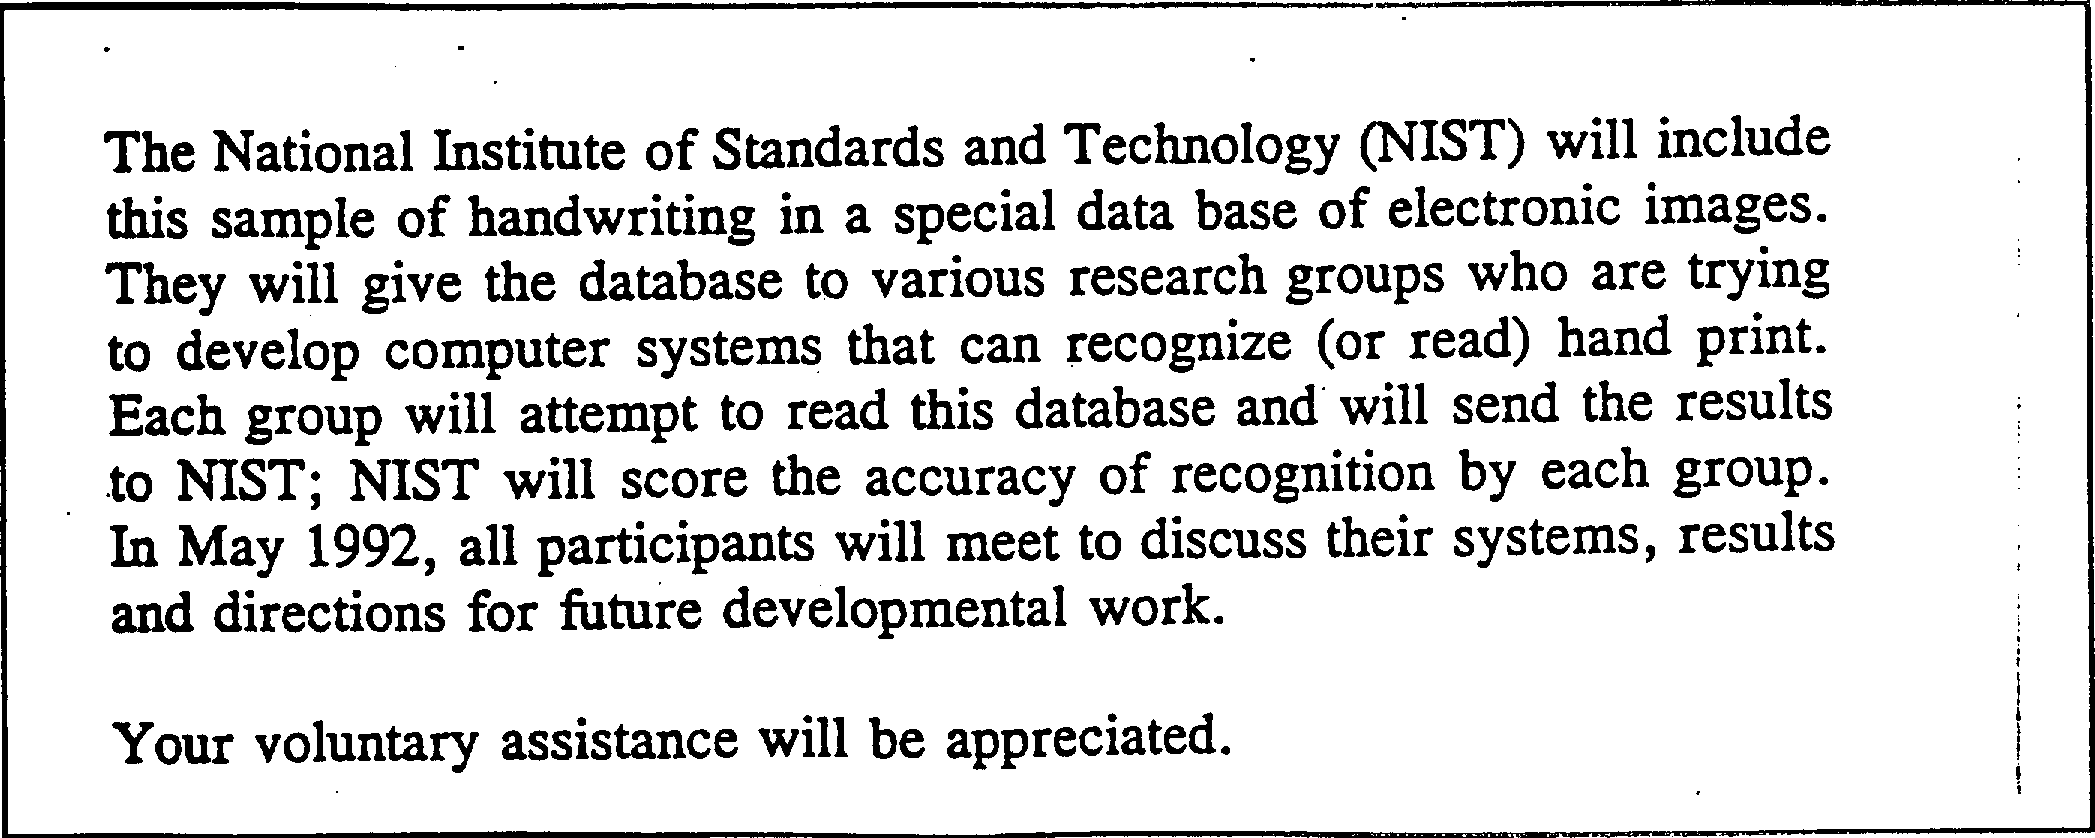 The National Institute of Standards and Technology (NIST) will include
this sample of handwriting in a special data base of electronic images.
They will give the database to various research groups who are trying
to develop computer systems that can recognize (or read) hand print.
Each group will attempt to read this database and will send the results
to NIST; NIST will score the accuracy of recognition by each group.
In May 1992, all participants will meet to discuss their systems, results
and directions for future developmental work.
Your voluntary assistance will be appreciated.